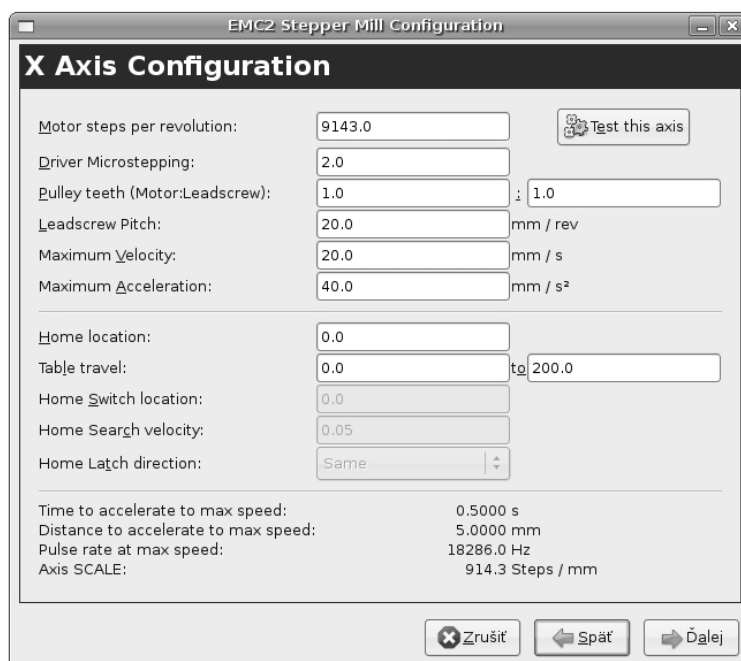 EMC2 Stepper Mill Configuration
X Axis Configuration
Motor steps per revolution: 9143.0 Test this axis
Driver Microstepping: 2.0
Pulley teeth (Motor:Leadscrew): 1.0 : 1.0
Leadscrew Pitch: 20.0 mm / rev
Maximum Velocity: 20.0 mm / s
Maximum Acceleration: 40.0 mm / s²
Home location: 0.0
Table travel: 0.0 to 200.0
Home Switch location: 0.0
Home Search velocity: 0.05
Home Latch direction: Same
Time to accelerate to max speed: 0.5000 s
Distance to accelerate to max speed: 5.0000 mm
Pulse rate at max speed: 18286.0 Hz
Axis SCALE: 914.3 Steps / mm
Zrušiť Späť Ďalej